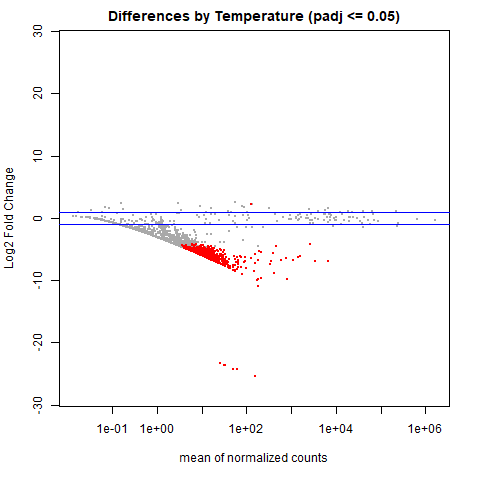 Differences by Temperature (padj <= 0.05)
Log2 Fold Change
30
20
10
0
-10
-20
-30
1e-01
1e+00
1e+02
1e+04
1e+06
mean of normalized counts